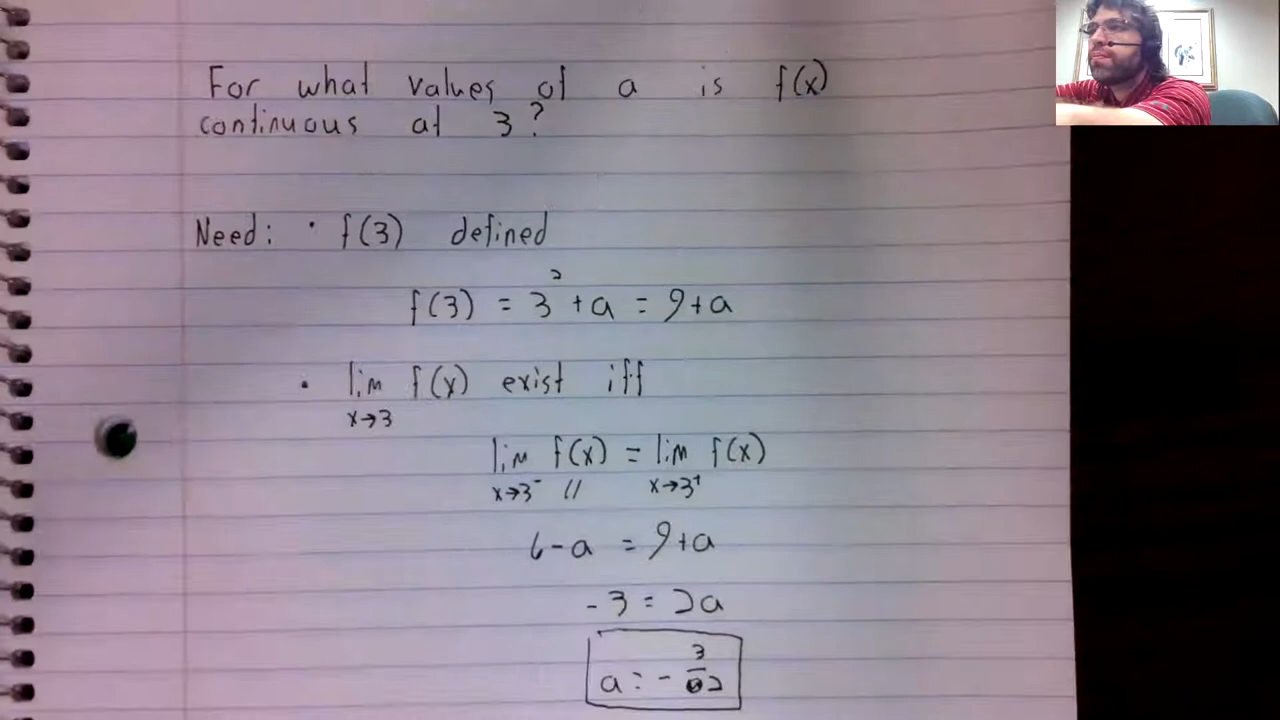 For what values of a is f(x)
continuous at 3?
Need: · f(3) defined
f(3) = 3² + a = 9+a
· lim f(x) exist iff
x→3
lim f(x) = lim f(x)
x→3⁻ // x→3⁺
6-a = 9+a
-3 = 2a
a = - 3/2